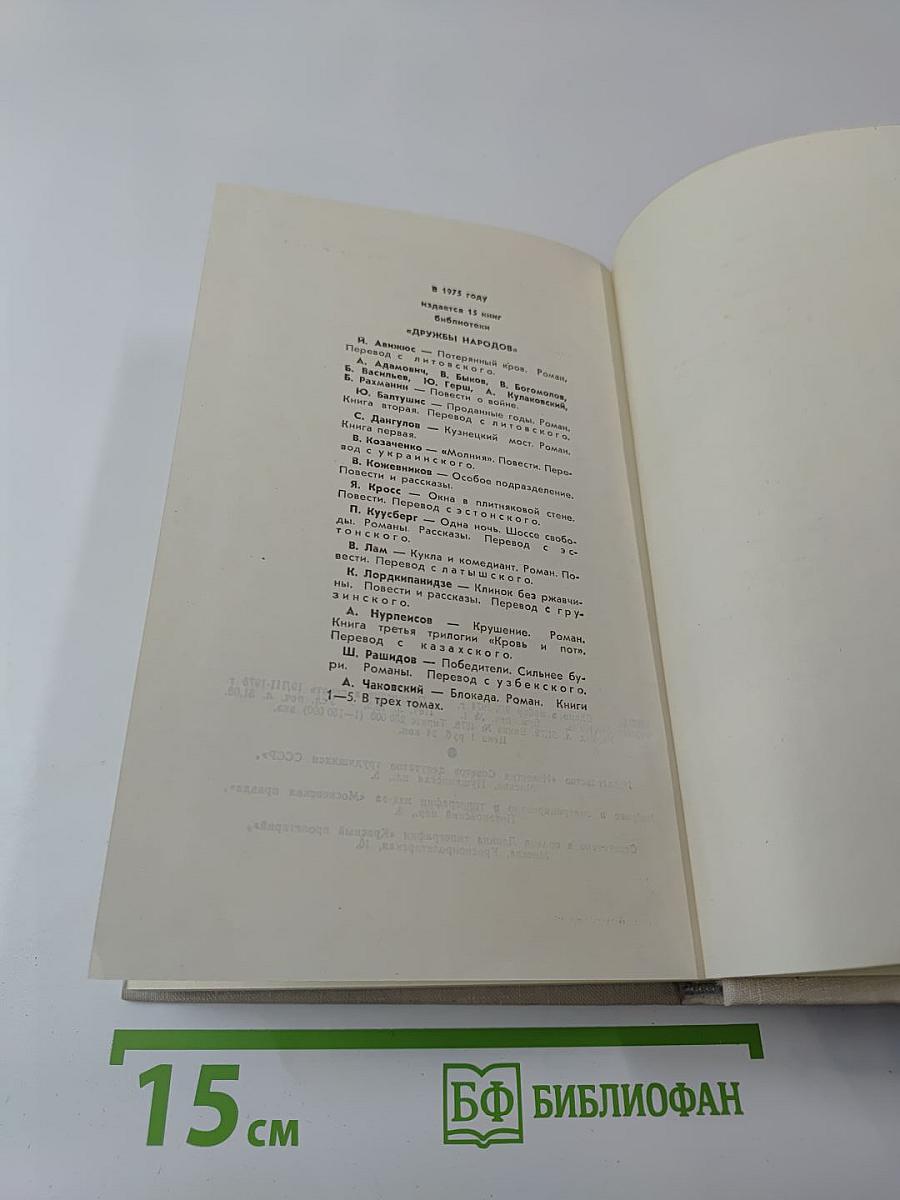 В 1975 году
издается 15 книг
библиотеки
«ДРУЖБЫ НАРОДОВ»
Й. Авижюс — Потерянный кров. Роман.
Перевод с литовского.
А. Адамович, В. Быков, В. Богомолов,
Б. Васильев, Ю. Герш, А. Кулаковский,
Б. Рахманин — Повести о войне.
Ю. Балтушис — Проданные годы. Роман.
Книга вторая. Перевод с литовского.
С. Дангулов — Кузнецкий мост. Роман.
Книга первая.
В. Козаченко — «Молния». Повести. Пере-
вод с украинского.
В. Кожевников — Особое подразделение.
Повести и рассказы.
Я. Кросс — Окна в плитняковой стене.
Повести. Перевод с эстонского.
П. Куусберг — Одна ночь. Шоссе свобо-
ды. Романы. Рассказы. Перевод с эс-
тонского.
В. Лам — Кукла и комедиант. Роман. По-
вести. Перевод с латышского.
К. Лордкипанидзе — Клинок без ржавчи-
ны. Повести и рассказы. Перевод с гру-
зинского.
А. Нурпеисов — Крушение. Роман.
Книга третья трилогии «Кровь и пот».
Перевод с казахского.
Ш. Рашидов — Победители. Сильнее бу-
ри. Романы. Перевод с узбекского.
А. Чаковский — Блокада. Роман. Книги
1—5. В трех томах.
15 см
БФ БИБЛИОФАН